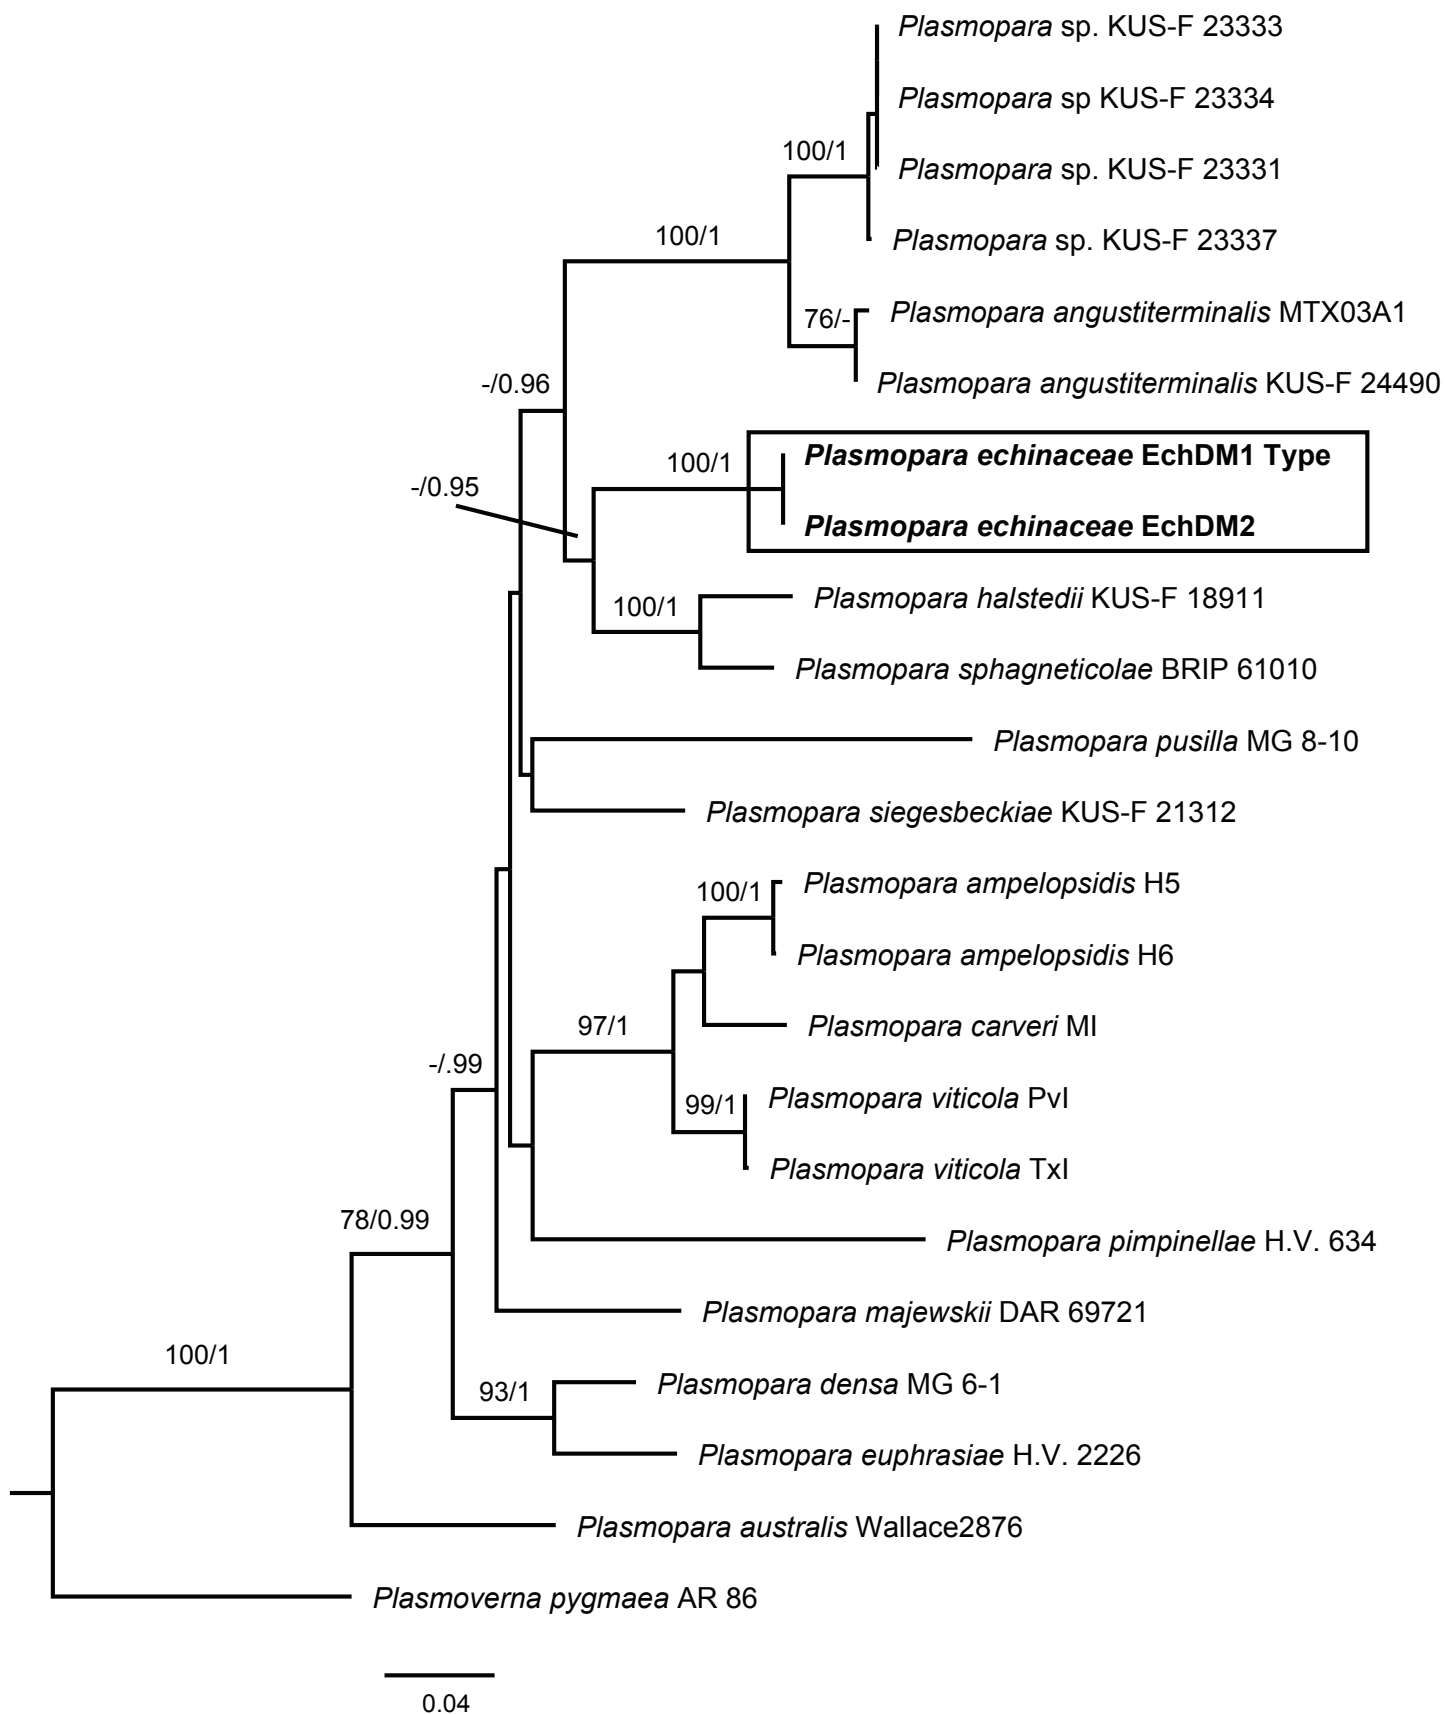 Plasmopara sp. KUS-F 23333
Plasmopara sp KUS-F 23334
100/1
Plasmopara sp. KUS-F 23331
100/1
Plasmopara sp. KUS-F 23337
76/-
Plasmopara angustiterminalis MTX03A1
-/0.96
Plasmopara angustiterminalis KUS-F 24490
100/1
Plasmopara echinaceae EchDM1 Type
-/0.95
Plasmopara echinaceae EchDM2
100/1
Plasmopara halstedii KUS-F 18911
Plasmopara sphagneticolae BRIP 61010
Plasmopara pusilla MG 8-10
Plasmopara siegesbeckiae KUS-F 21312
100/1
Plasmopara ampelopsidis H5
Plasmopara ampelopsidis H6
97/1
Plasmopara carveri MI
-/.99
99/1
Plasmopara viticola PvI
Plasmopara viticola TxI
78/0.99
Plasmopara pimpinellae H.V. 634
Plasmopara majewskii DAR 69721
100/1
93/1
Plasmopara densa MG 6-1
Plasmopara euphrasiae H.V. 2226
Plasmopara australis Wallace2876
Plasmoverna pygmaea AR 86
0.04